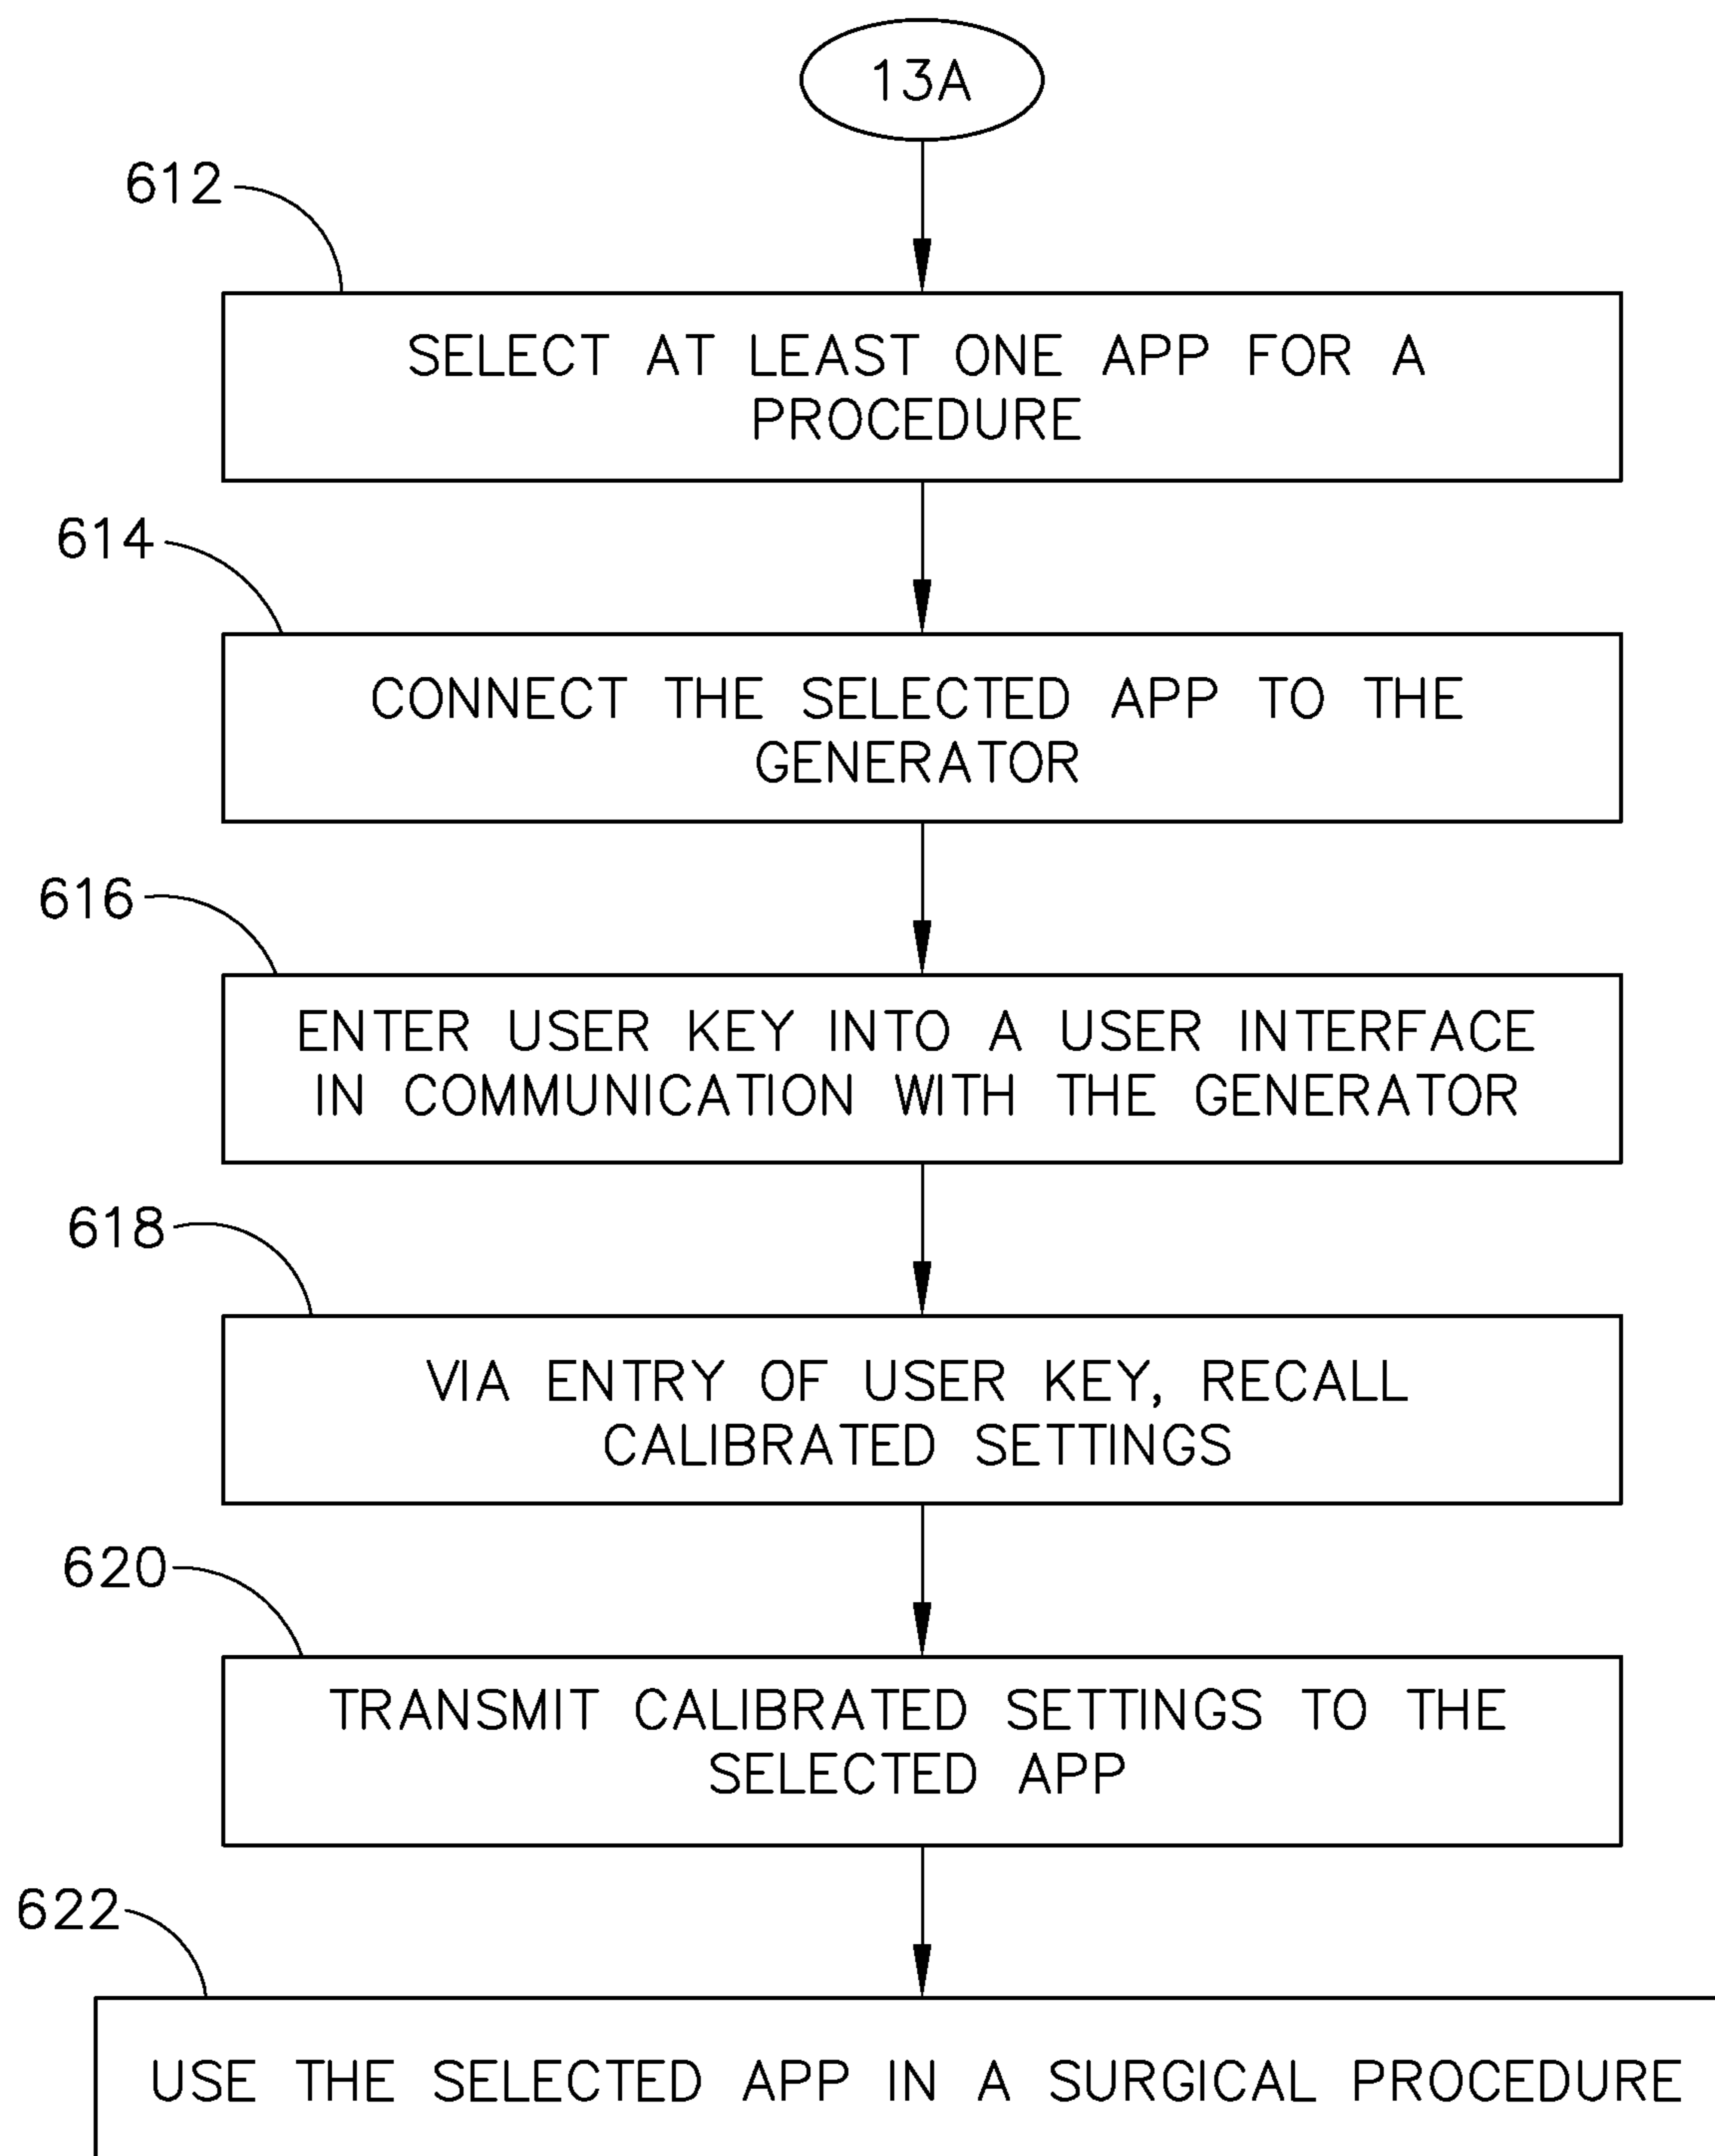 13A
612
SELECT AT LEAST ONE APP FOR A
PROCEDURE
614
CONNECT THE SELECTED APP TO THE
GENERATOR
616
ENTER USER KEY INTO A USER INTERFACE
IN COMMUNICATION WITH THE GENERATOR
618
VIA ENTRY OF USER KEY, RECALL
CALIBRATED SETTINGS
620
TRANSMIT CALIBRATED SETTINGS TO THE
SELECTED APP
622
USE THE SELECTED APP IN A SURGICAL PROCEDURE